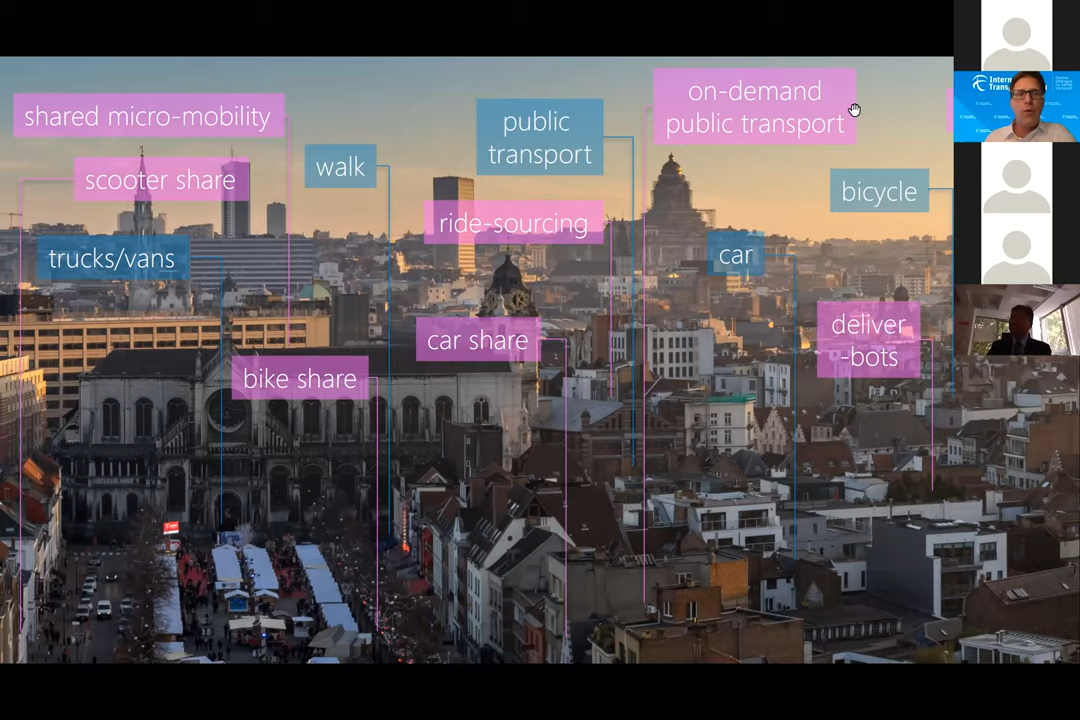 shared micro-mobility
scooter share
walk
trucks/vans
bike share
public
transport
ride-sourcing
car share
on-demand
public transport
car
bicycle
deliver
-bots